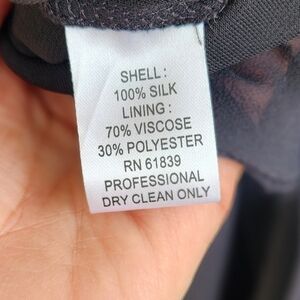 SHELL :
100% SILK
LINING :
70% VISCOSE
30% POLYESTER
RN 61839
PROFESSIONAL
DRY CLEAN ONLY